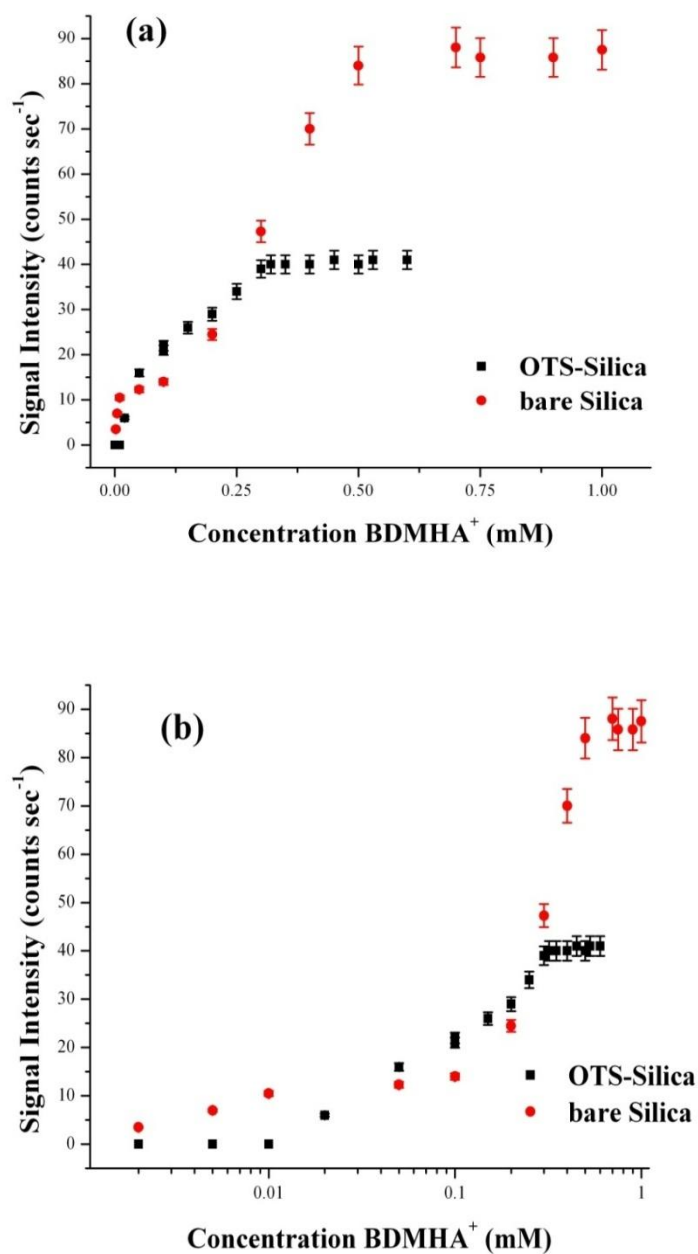 (a)
90
80
70
60
50
40
30
20
10
0
Signal Intensity (counts sec⁻¹)
OTS-Silica
bare Silica
0.00 0.25 0.50 0.75 1.00
Concentration BDMHA⁺ (mM)
(b)
90
80
70
60
50
40
30
20
10
0
Signal Intensity (counts sec⁻¹)
OTS-Silica
bare Silica
0.01 0.1 1
Concentration BDMHA⁺ (mM)